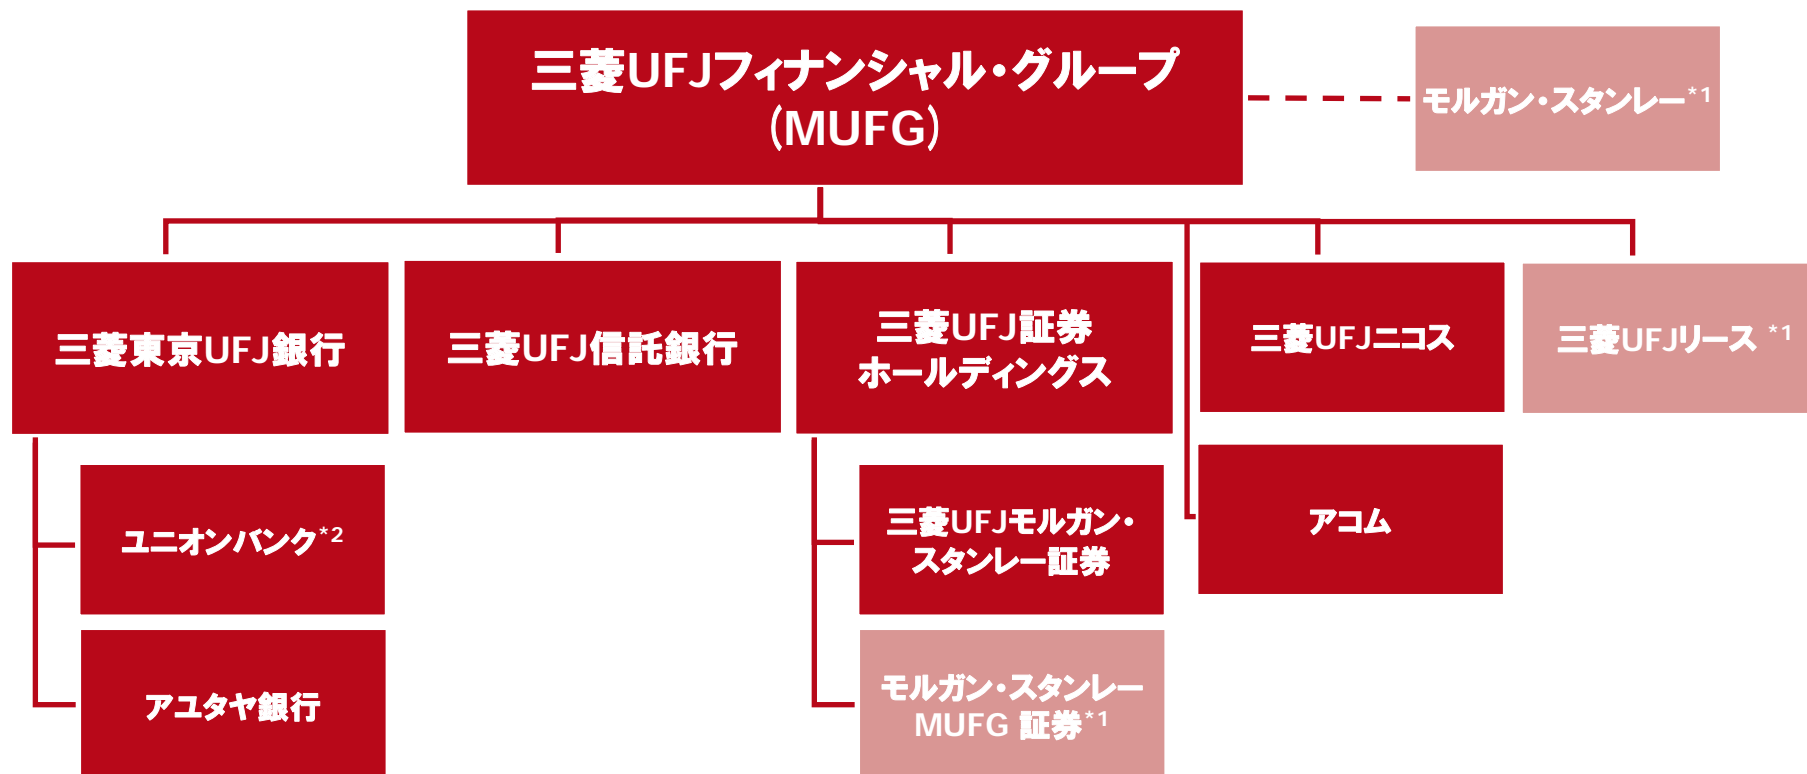 三菱UFJフィナンシャル・グループ
(MUFG)
モルガン・スタンレー*1
三菱東京UFJ銀行
三菱UFJ信託銀行
三菱UFJ証券
ホールディングス
三菱UFJニコス
三菱UFJリース *1
ユニオンバンク*2
三菱UFJモルガン・
スタンレー証券
アコム
アユタヤ銀行
モルガン・スタンレー
MUFG 証券*1